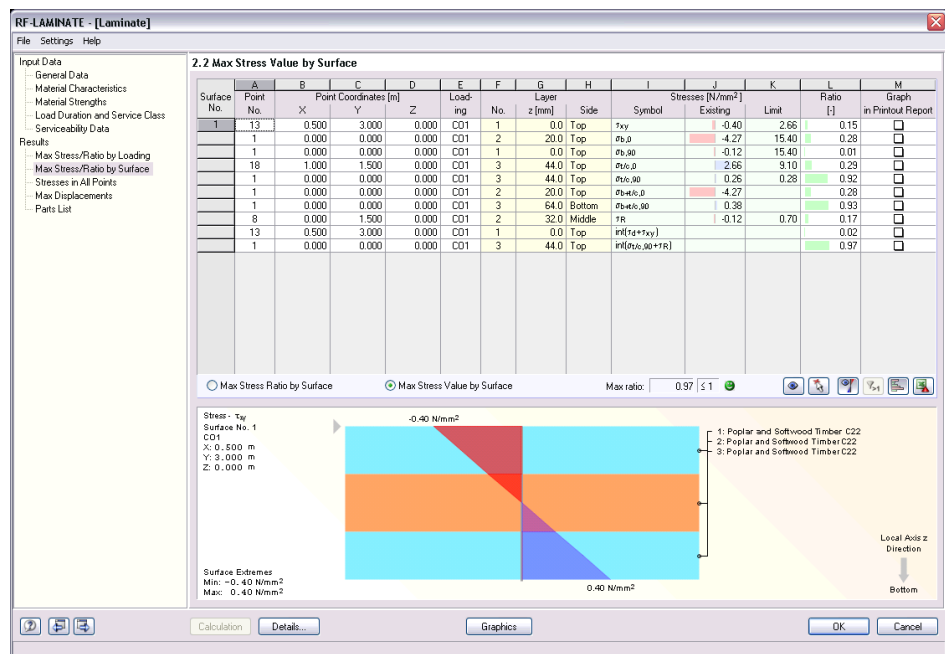 RF-LAMINATE - [Laminate]
File Settings Help
Input Data
General Data
Material Characteristics
Material Strengths
Load Duration and Service Class
Serviceability Data
Results
Max Stress/Ratio by Loading
Max Stress/Ratio by Surface
Stresses in All Points
Max Displacements
Parts List
2.2 Max Stress Value by Surface
A B C D E F G H I J K L M
Surface Point Point Coordinates [m] Load- Layer Stresses [N/mm²] Ratio Graph
No. No. X Y Z ing No. z [mm] Side Symbol Existing Limit [-] in Printout Report
1 13 0.500 3.000 0.000 CO1 1 0.0 Top τxy -0.40 2.66 0.15
1 0.000 0.000 0.000 CO1 2 20.0 Top σb,0 -4.27 15.40 0.28
1 0.000 0.000 0.000 CO1 1 0.0 Top σb,90 -0.12 15.40 0.01
18 1.000 1.500 0.000 CO1 3 44.0 Top σt/c,0 2.66 9.10 0.29
1 0.000 0.000 0.000 CO1 3 44.0 Top σt/c,90 0.26 0.28 0.92
1 0.000 0.000 0.000 CO1 2 20.0 Top σb+t/c,0 -4.27 0.28
1 0.000 0.000 0.000 CO1 3 64.0 Bottom σb+t/c,90 0.38 0.93
8 0.000 1.500 0.000 CO1 2 32.0 Middle τR -0.12 0.70 0.17
13 0.500 3.000 0.000 CO1 1 0.0 Top int(τd+τxy) 0.02
1 0.000 0.000 0.000 CO1 3 44.0 Top int(σt/c,90+τR) 0.97
Max Stress Ratio by Surface Max Stress Value by Surface Max ratio: 0.97 ≤ 1
Stress - τxy
Surface No. 1
CO1
X: 0.500 m
Y: 3.000 m
Z: 0.000 m
-0.40 N/mm²
1: Poplar and Softwood Timber C22
2: Poplar and Softwood Timber C22
3: Poplar and Softwood Timber C22
Local Axis z
Direction
Bottom
Surface Extremes
Min: -0.40 N/mm²
Max: 0.40 N/mm²
0.40 N/mm²
Calculation Details... Graphics OK Cancel